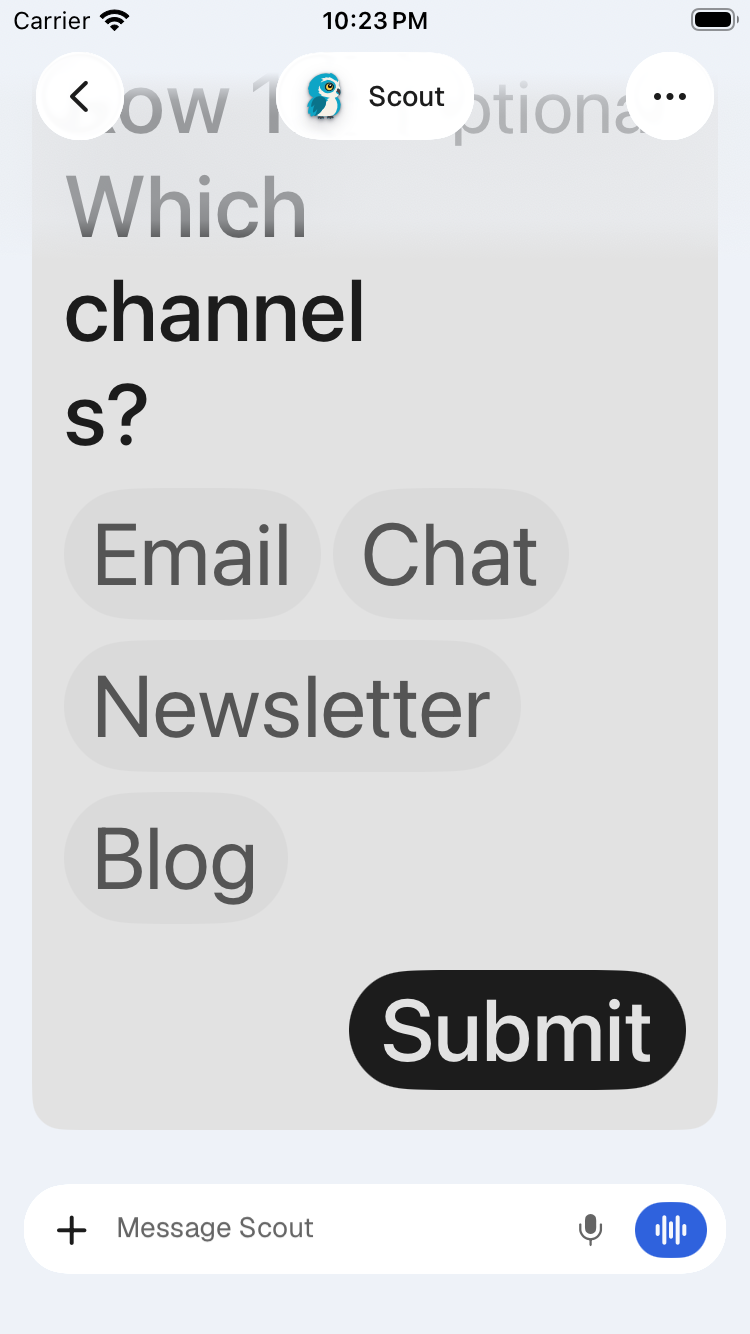 Carrier
10:23 PM
Scout
Which
channel
s?
Email
Chat
Newsletter
Blog
Submit
Message Scout